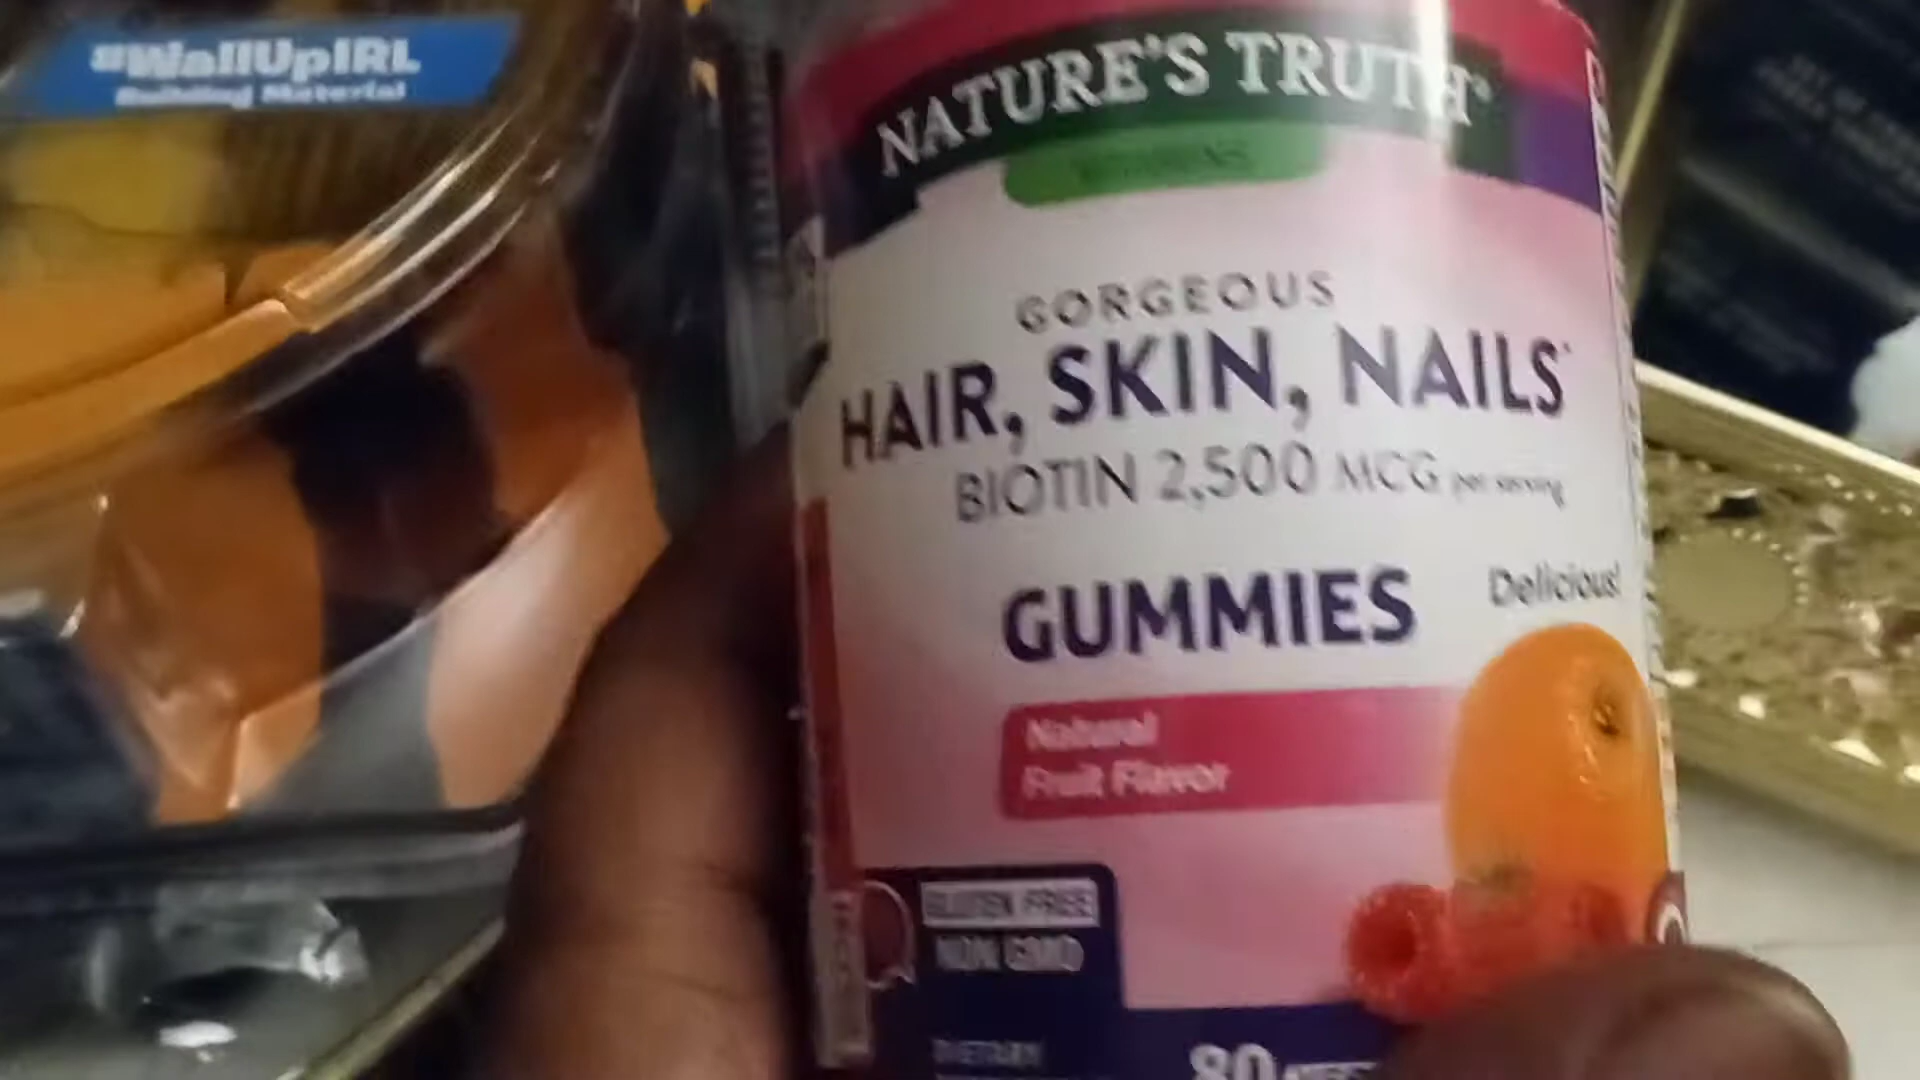 #WallUpIRL
Building Material
NATURE'S TRUTH®
VITAMINS
GORGEOUS
HAIR, SKIN, NAILS*
BIOTIN 2,500 MCG per serving
GUMMIES
Delicious!
Natural
Fruit Flavor
GLUTEN FREE
NON GMO
DIETARY
80